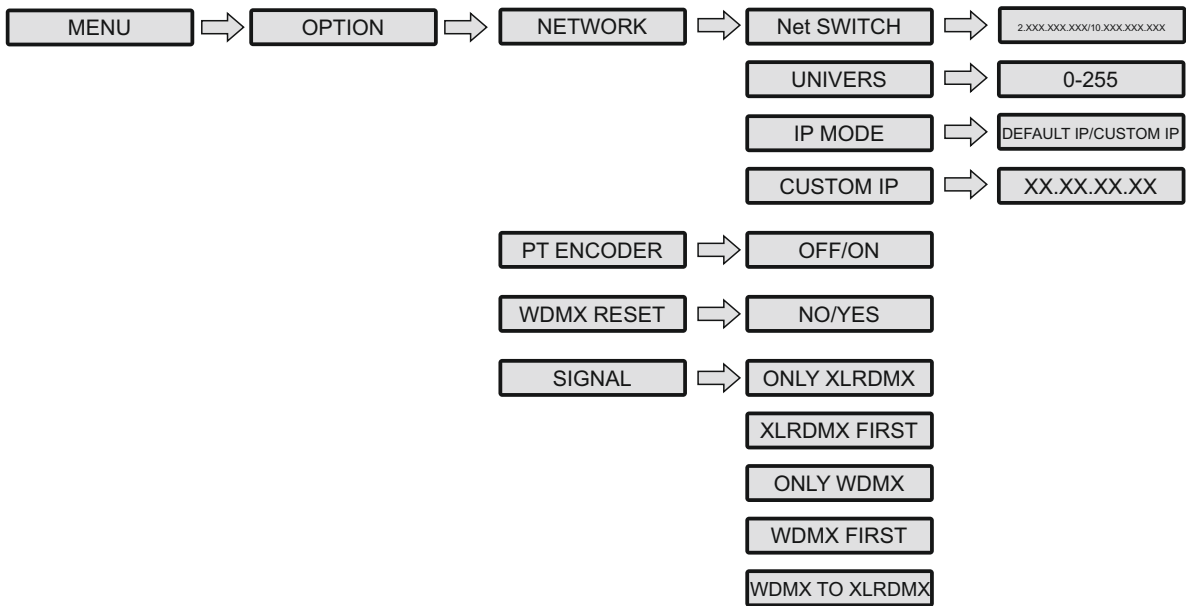 MENU OPTION NETWORK Net SWITCH 2.XXX.XXX.XXX/10.XXX.XXX.XXX
UNIVERS 0-255
IP MODE DEFAULT IP/CUSTOM IP
CUSTOM IP XX.XX.XX.XX
PT ENCODER OFF/ON
WDMX RESET NO/YES
SIGNAL ONLY XLRDMX
XLRDMX FIRST
ONLY WDMX
WDMX FIRST
WDMX TO XLRDMX